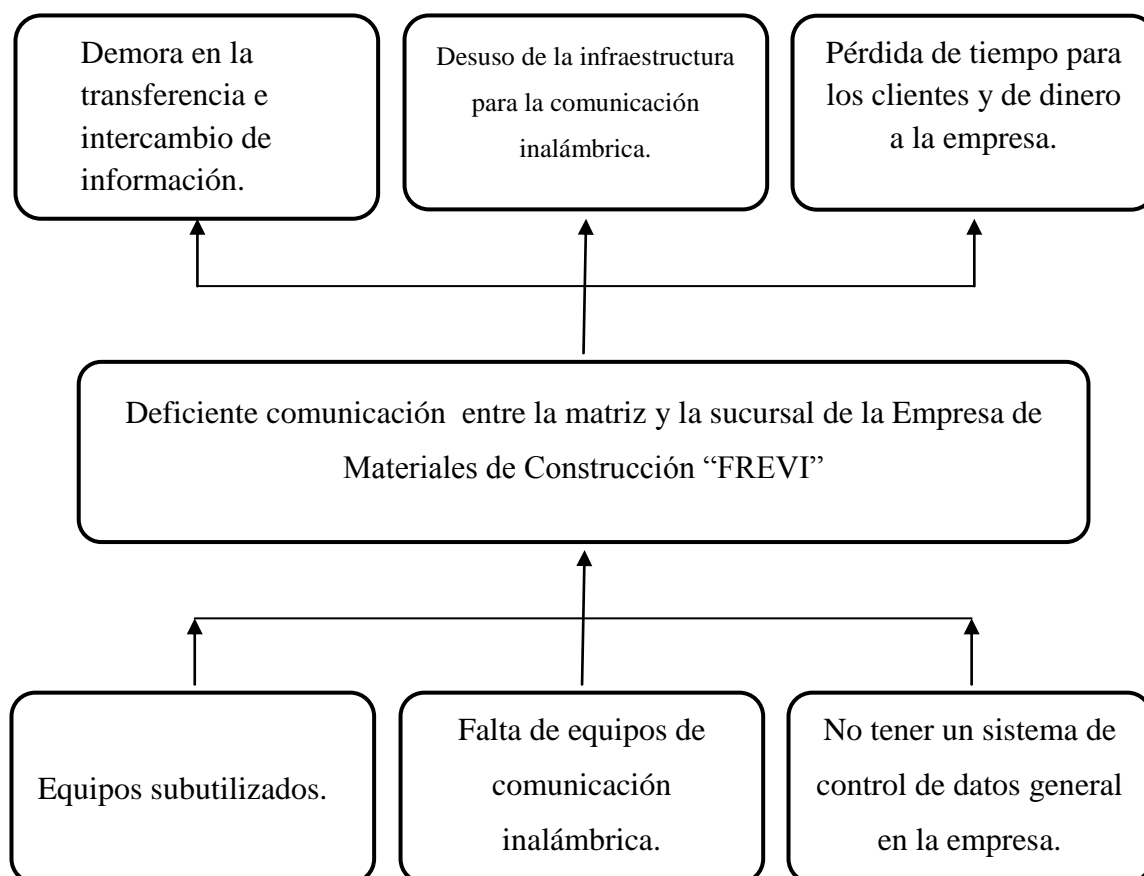 Demora en la
transferencia e
intercambio de
información.
Desuso de la infraestructura
para la comunicación
inalámbrica.
Pérdida de tiempo para
los clientes y de dinero
a la empresa.
Deficiente comunicación  entre la matriz y la sucursal de la Empresa de
Materiales de Construcción “FREVI”
Equipos subutilizados.
Falta de equipos de
comunicación
inalámbrica.
No tener un sistema de
control de datos general
en la empresa.